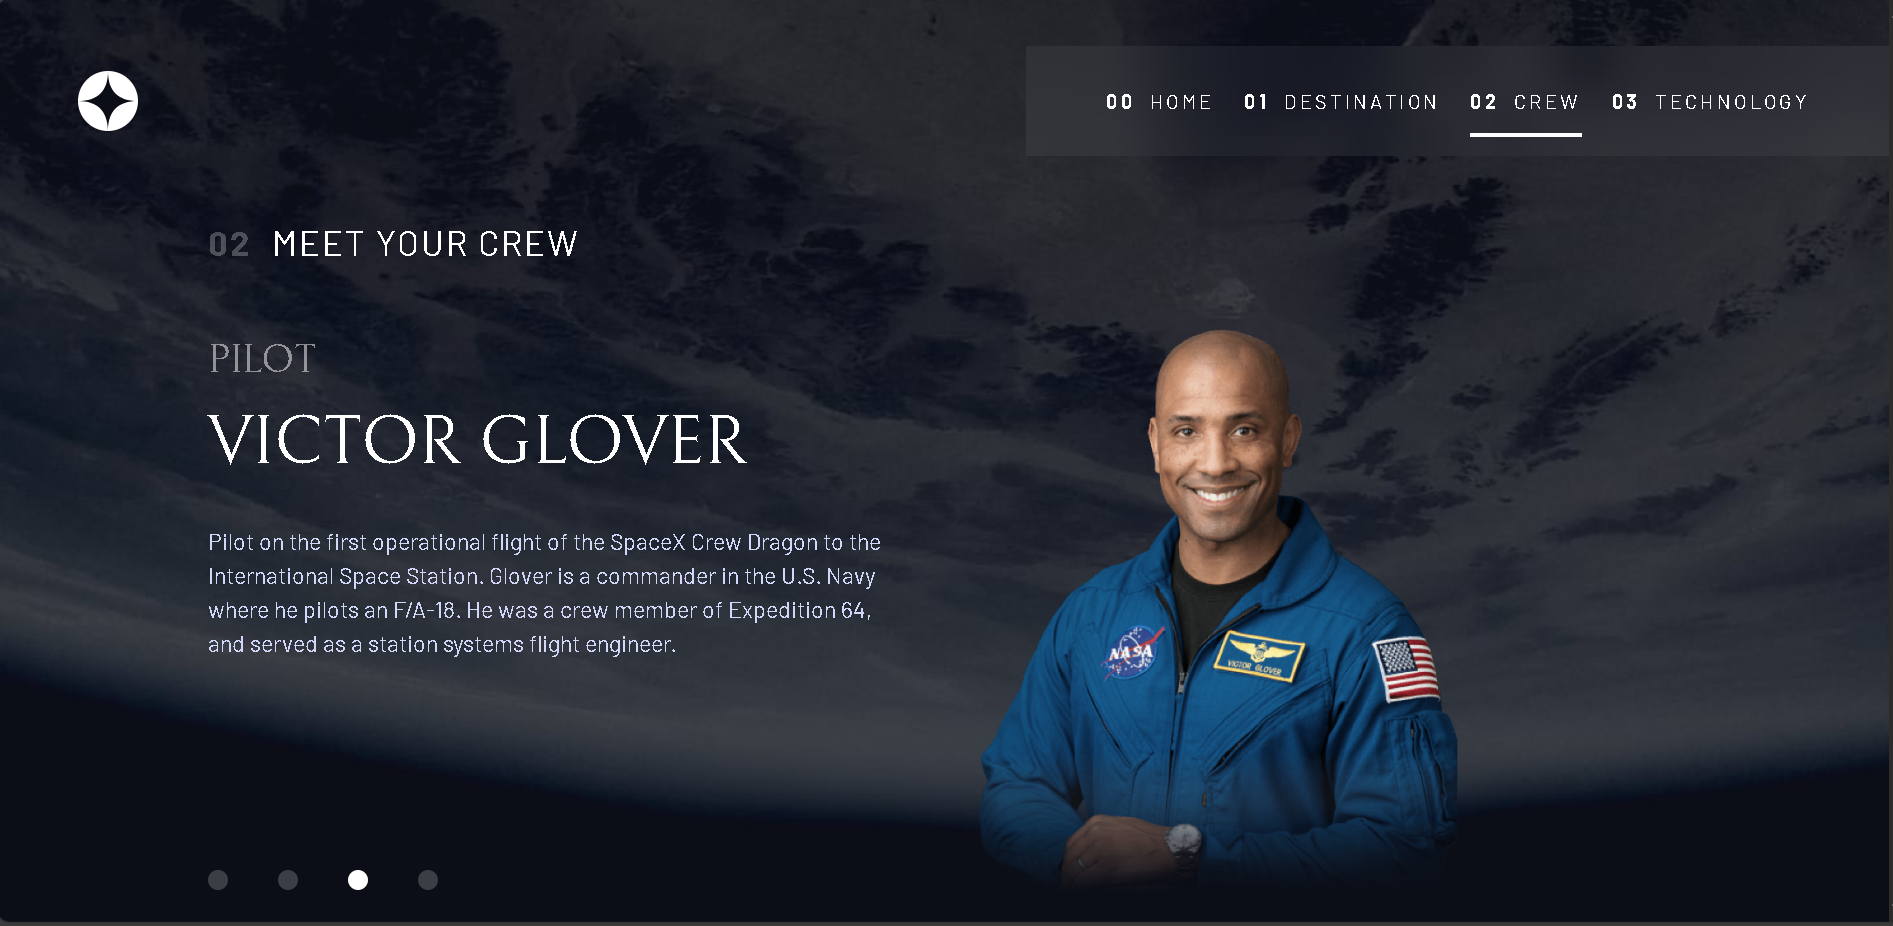 00 HOME 01 DESTINATION 02 CREW 03 TECHNOLOGY
02 MEET YOUR CREW
PILOT
VICTOR GLOVER
Pilot on the first operational flight of the SpaceX Crew Dragon to the
International Space Station. Glover is a commander in the U.S. Navy
where he pilots an F/A-18. He was a crew member of Expedition 64,
and served as a station systems flight engineer.
NASA
VICTOR GLOVER